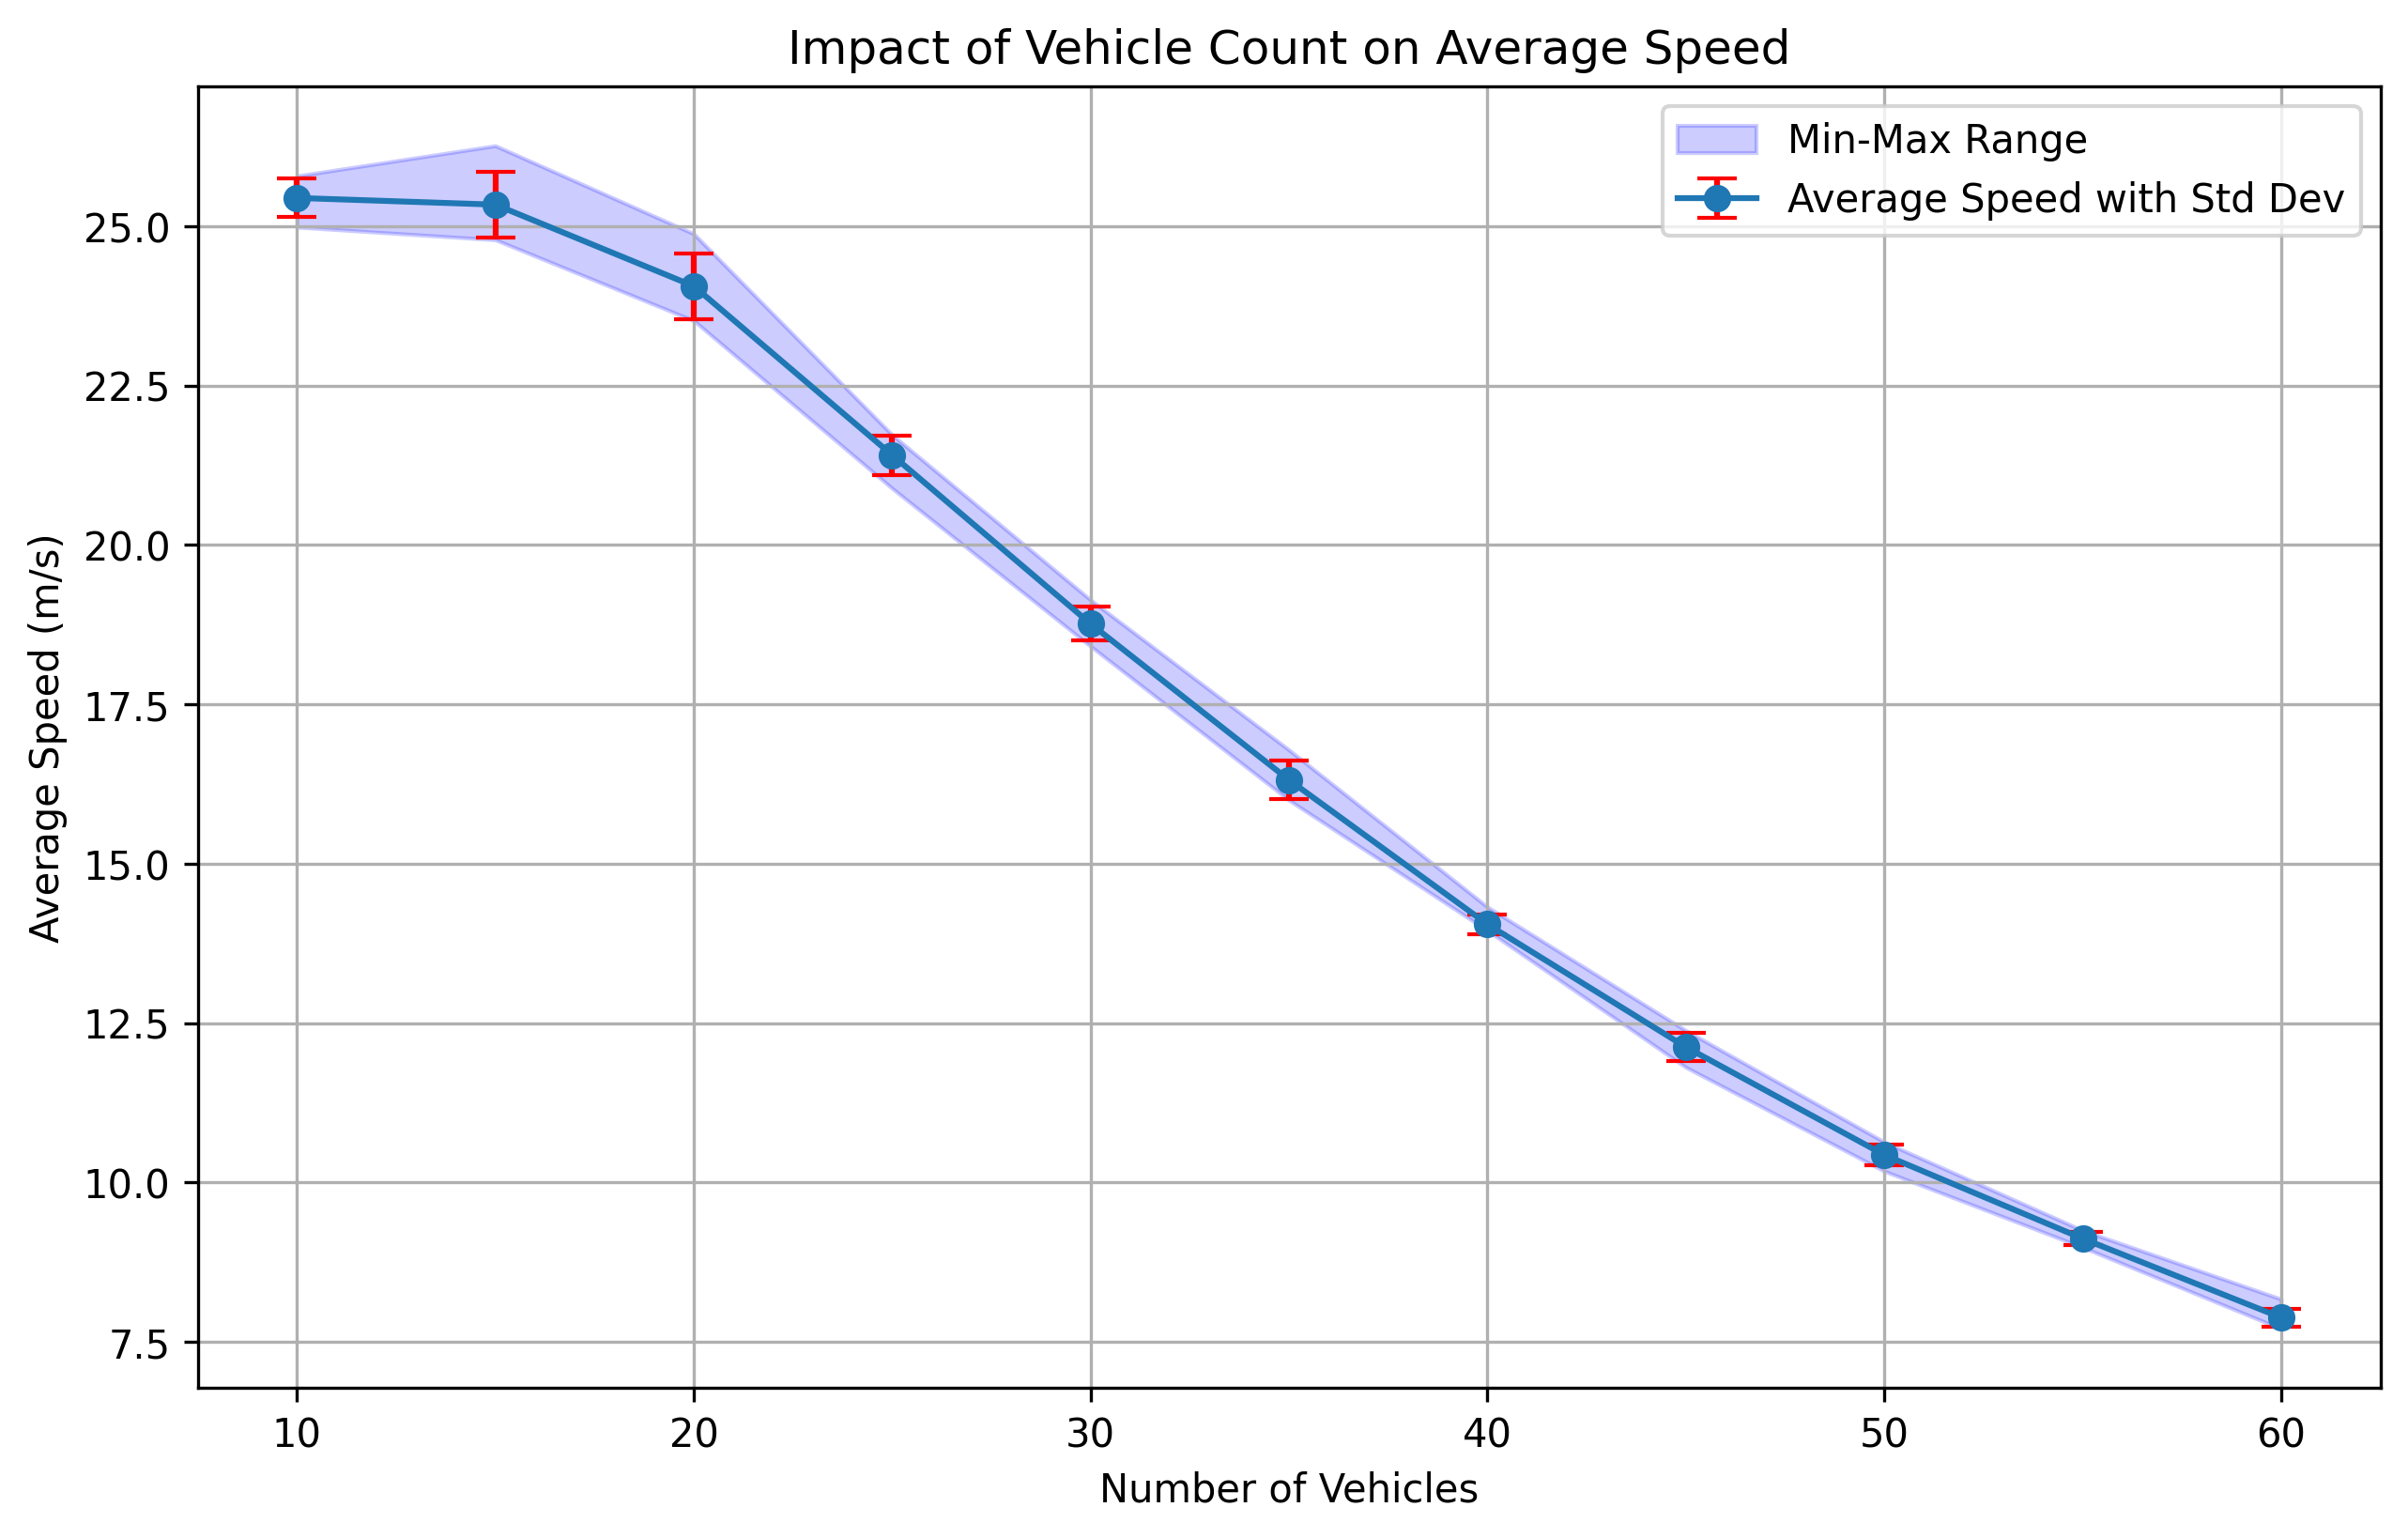 Impact of Vehicle Count on Average Speed
Min-Max Range
Average Speed with Std Dev
Average Speed (m/s)
25.0
22.5
20.0
17.5
15.0
12.5
10.0
7.5
10 20 30 40 50 60
Number of Vehicles